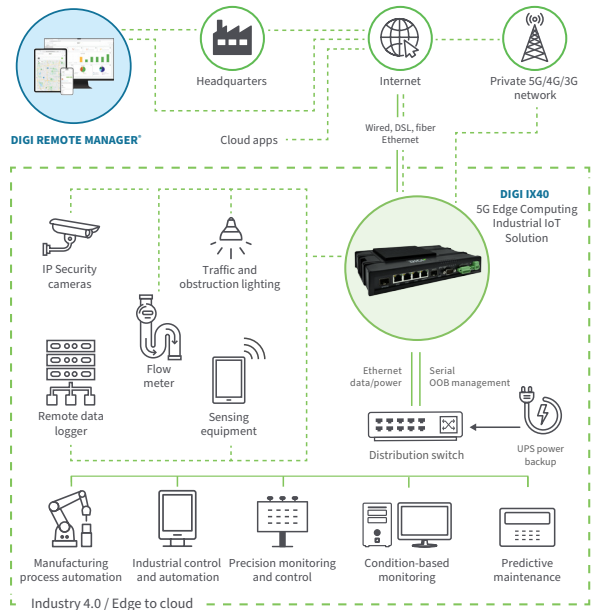 Headquarters
Internet
Private 5G/4G/3G
network
DIGI REMOTE MANAGER®
Cloud apps
Wired, DSL, fiber
Ethernet
DIGI IX40
5G Edge Computing
Industrial IoT
Solution
IP Security
cameras
Traffic and
obstruction lighting
Flow
meter
Remote data
logger
Sensing
equipment
Ethernet
data/power
Serial
OOB management
Distribution switch
UPS power
backup
Manufacturing
process automation
Industrial control
and automation
Precision monitoring
and control
Condition-based
monitoring
Predictive
maintenance
Industry 4.0 / Edge to cloud